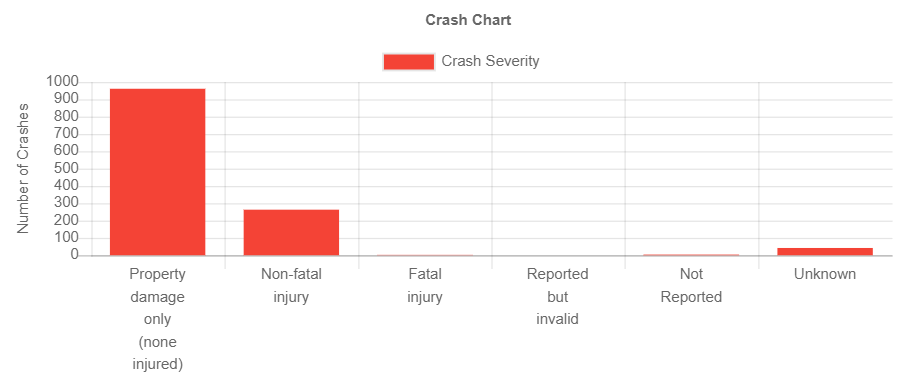 Crash Chart
Crash Severity
Number of Crashes
1000
900
800
700
600
500
400
300
200
100
0
Property
damage
only
(none
injured)
Non-fatal
injury
Fatal
injury
Reported
but
invalid
Not
Reported
Unknown